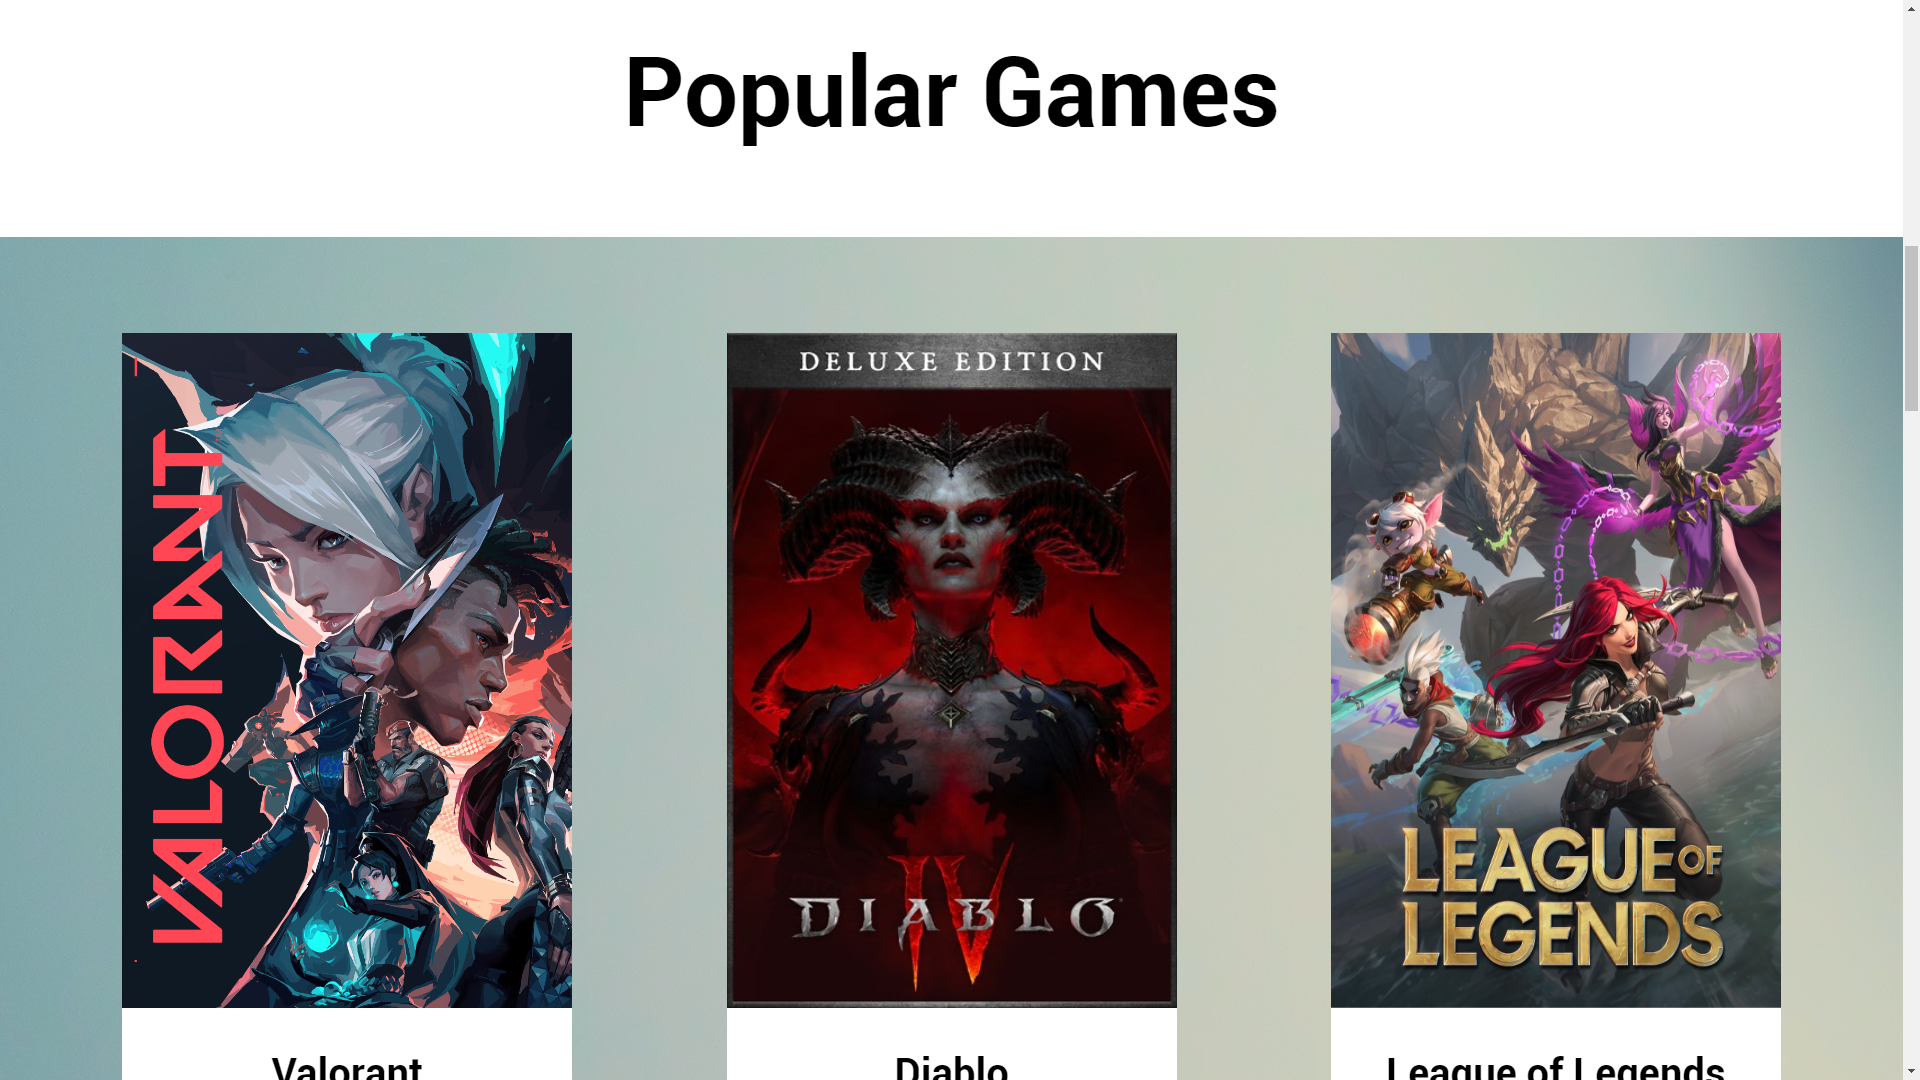 Popular Games
VALORANT
DELUXE EDITION
DIABLO
IV
LEAGUE OF
LEGENDS
Valorant
Diablo
League of Legends